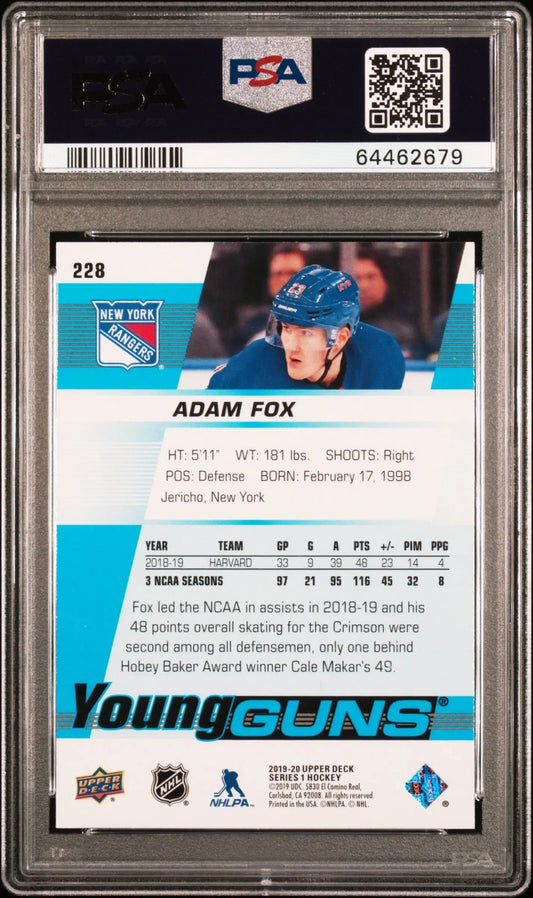 PSA
PSA
64462679
228
NEW YORK
RANGERS
23
ADAM FOX
HT: 5'11" WT: 181 lbs. SHOOTS: Right
POS: Defense BORN: February 17, 1998
Jericho, New York
YEAR TEAM GP G A PTS +/- PIM PPG
2018-19 HARVARD 33 9 39 48 23 14 4
3 NCAA SEASONS 97 21 95 116 45 32 8
Fox led the NCAA in assists in 2018-19 and his
48 points overall skating for the Crimson were
second among all defensemen, only one behind
Hobey Baker Award winner Cale Makar's 49.
Young GUNS®
UPPER DECK
NHL
NHLPA
2019-20 UPPER DECK
SERIES 1 HOCKEY
©2019 UDC. 5830 El Camino Real,
Carlsbad, CA 92008. All rights reserved.
Printed in the USA. ©NHLPA. © NHL.
PSA